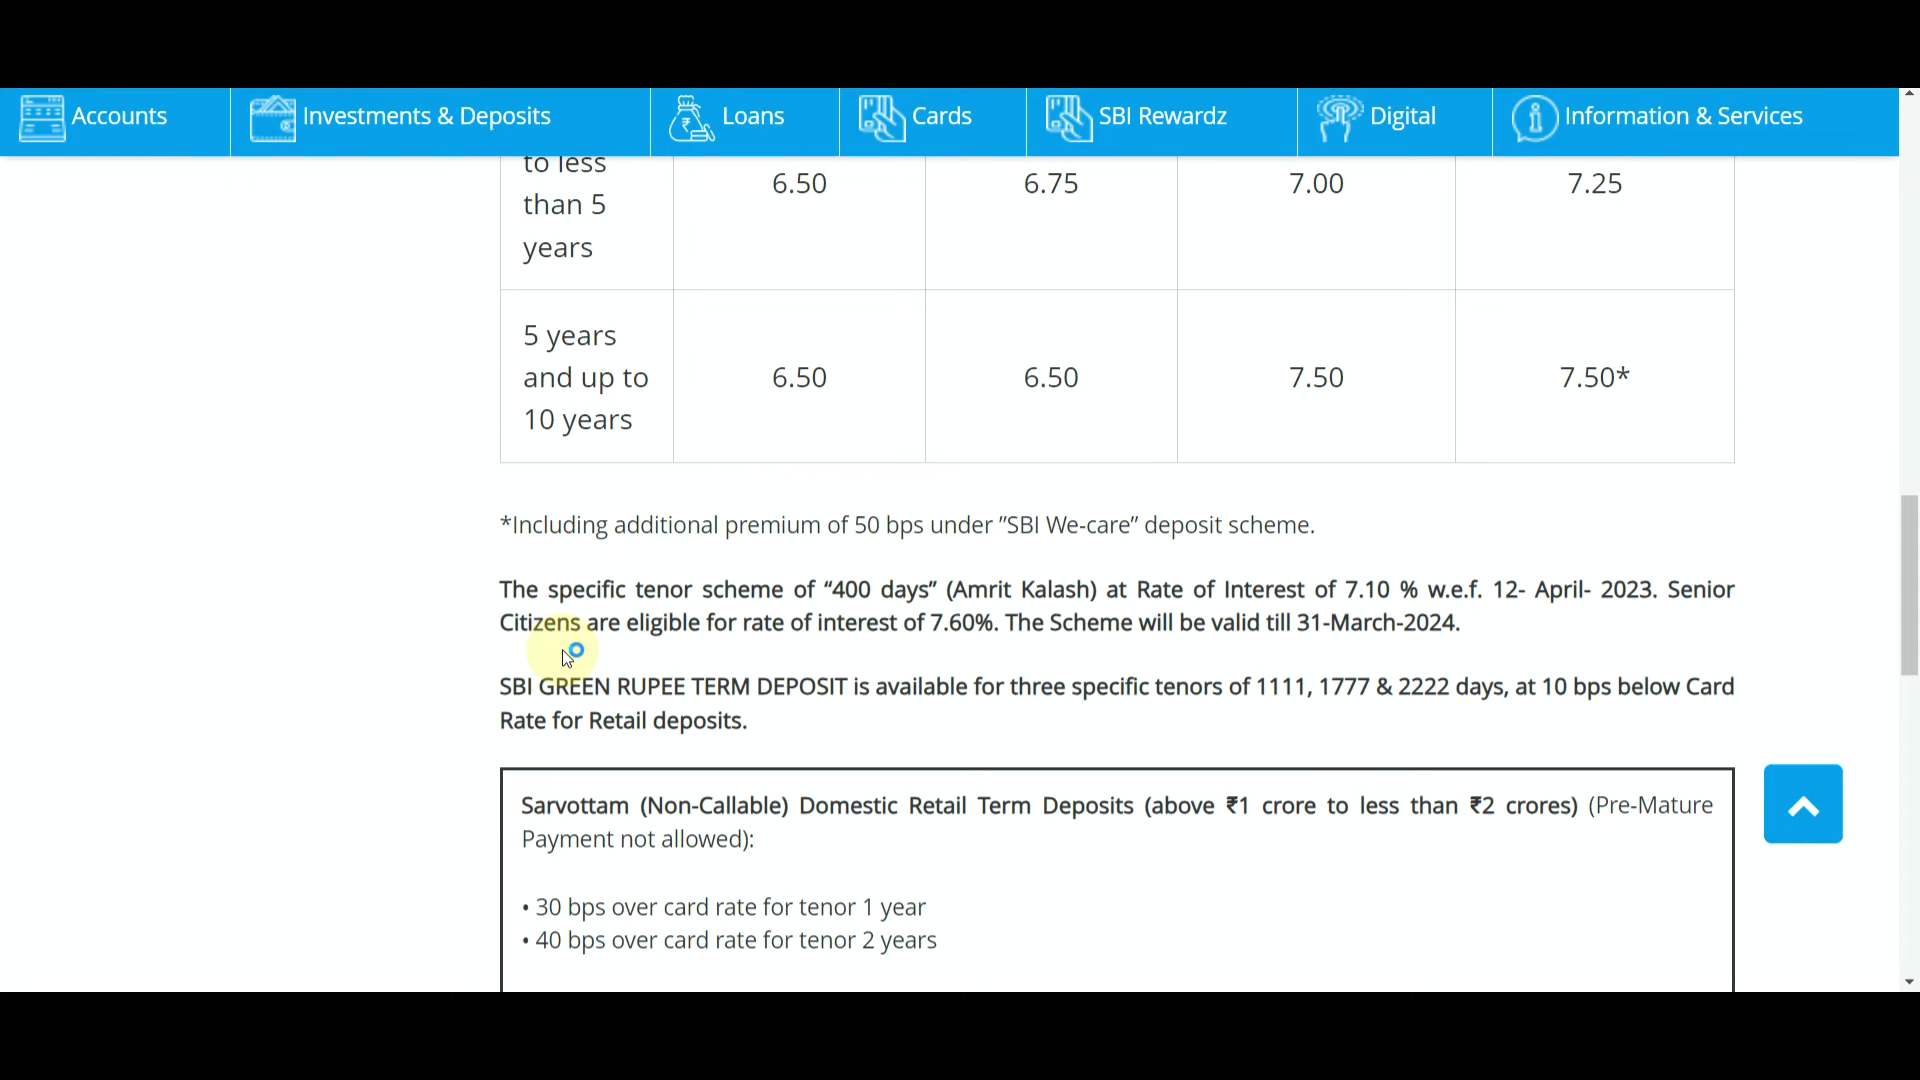 Accounts
Investments & Deposits
Loans
Cards
SBI Rewardz
Digital
Information & Services
to less
than 5
years
6.50
6.75
7.00
7.25
5 years
and up to
10 years
6.50
6.50
7.50
7.50*
*Including additional premium of 50 bps under ”SBI We-care” deposit scheme.
The specific tenor scheme of “400 days” (Amrit Kalash) at Rate of Interest of 7.10 % w.e.f. 12- April- 2023. Senior
Citizens are eligible for rate of interest of 7.60%. The Scheme will be valid till 31-March-2024.
SBI GREEN RUPEE TERM DEPOSIT is available for three specific tenors of 1111, 1777 & 2222 days, at 10 bps below Card
Rate for Retail deposits.
Sarvottam (Non-Callable) Domestic Retail Term Deposits (above ₹1 crore to less than ₹2 crores) (Pre-Mature
Payment not allowed):
• 30 bps over card rate for tenor 1 year
• 40 bps over card rate for tenor 2 years